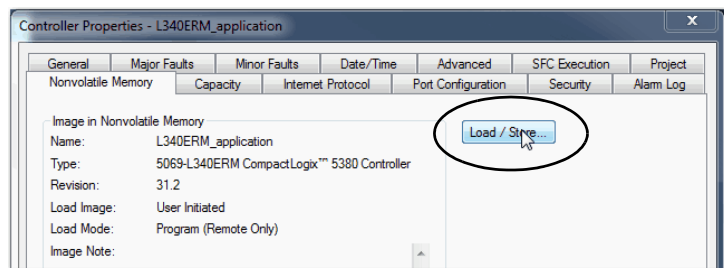 Controller Properties - L340ERM_application
X
General Major Faults Minor Faults Date/Time Advanced SFC Execution Project
Nonvolatile Memory Capacity Internet Protocol Port Configuration Security Alarm Log
Image in Nonvolatile Memory
Name: L340ERM_application
Load / Store...
Type: 5069-L340ERM CompactLogix™ 5380 Controller
Revision: 31.2
Load Image: User Initiated
Load Mode: Program (Remote Only)
Image Note: